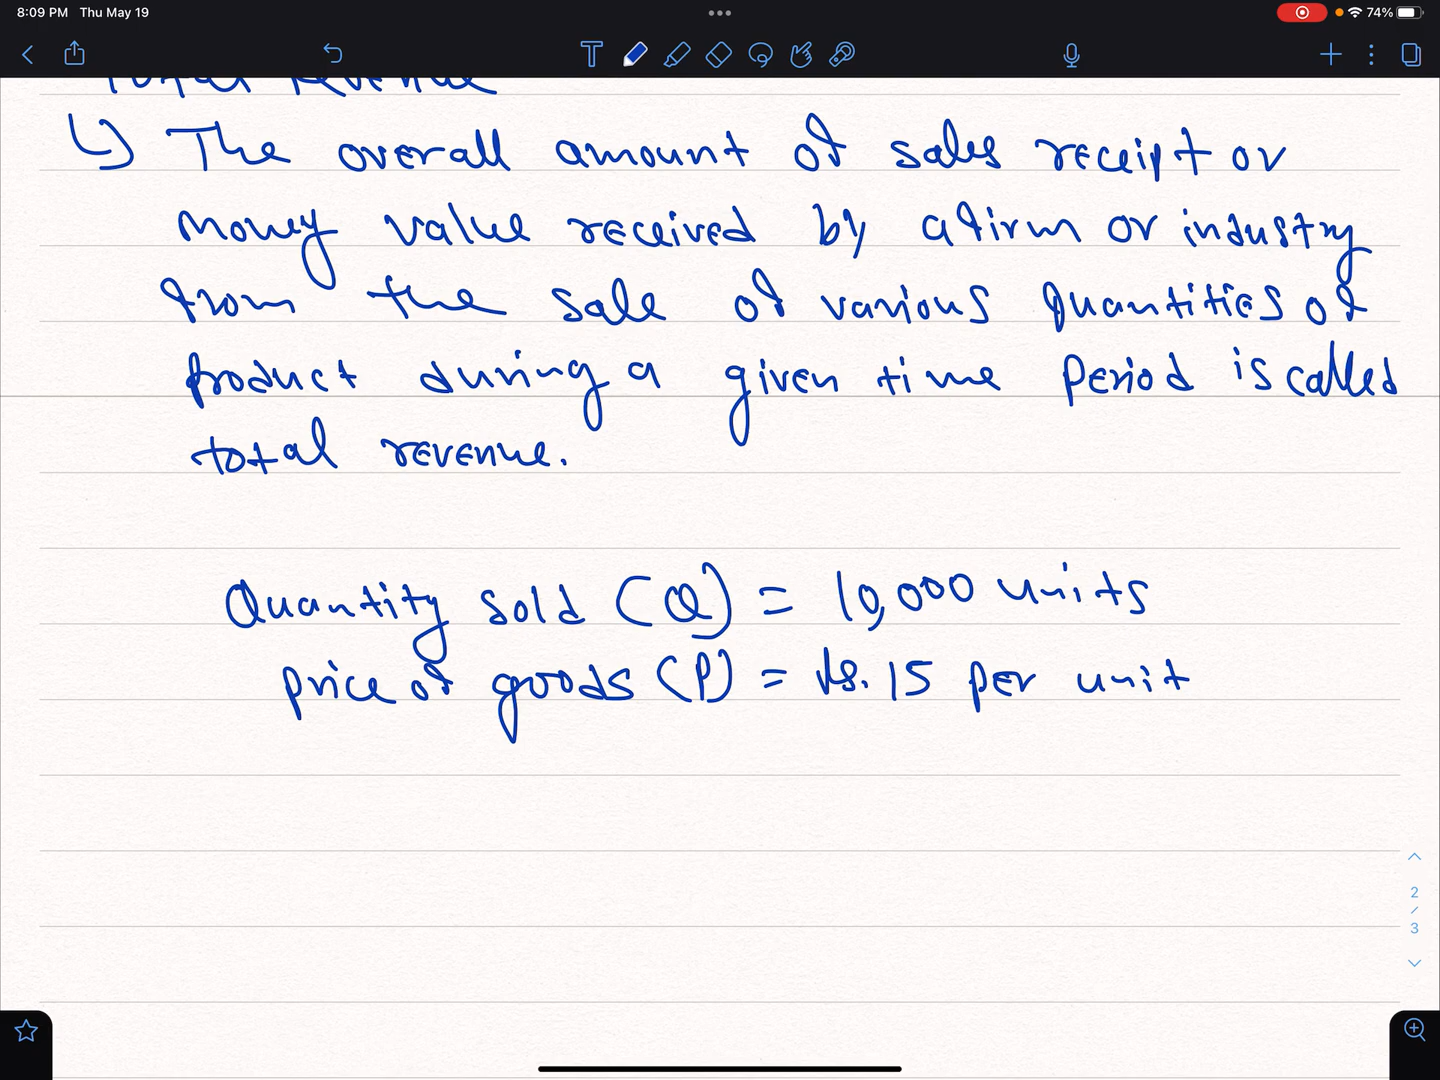 8:09 PM Thu May 19
74%
Total revenue
The overall amount of sales receipt or
money value received by a firm or industry
from the sale of various quantities of
product during a given time period is called
total revenue.
Quantity sold (Q) = 10,000 units
price of goods (P) = Rs. 15 per unit
2
/
3